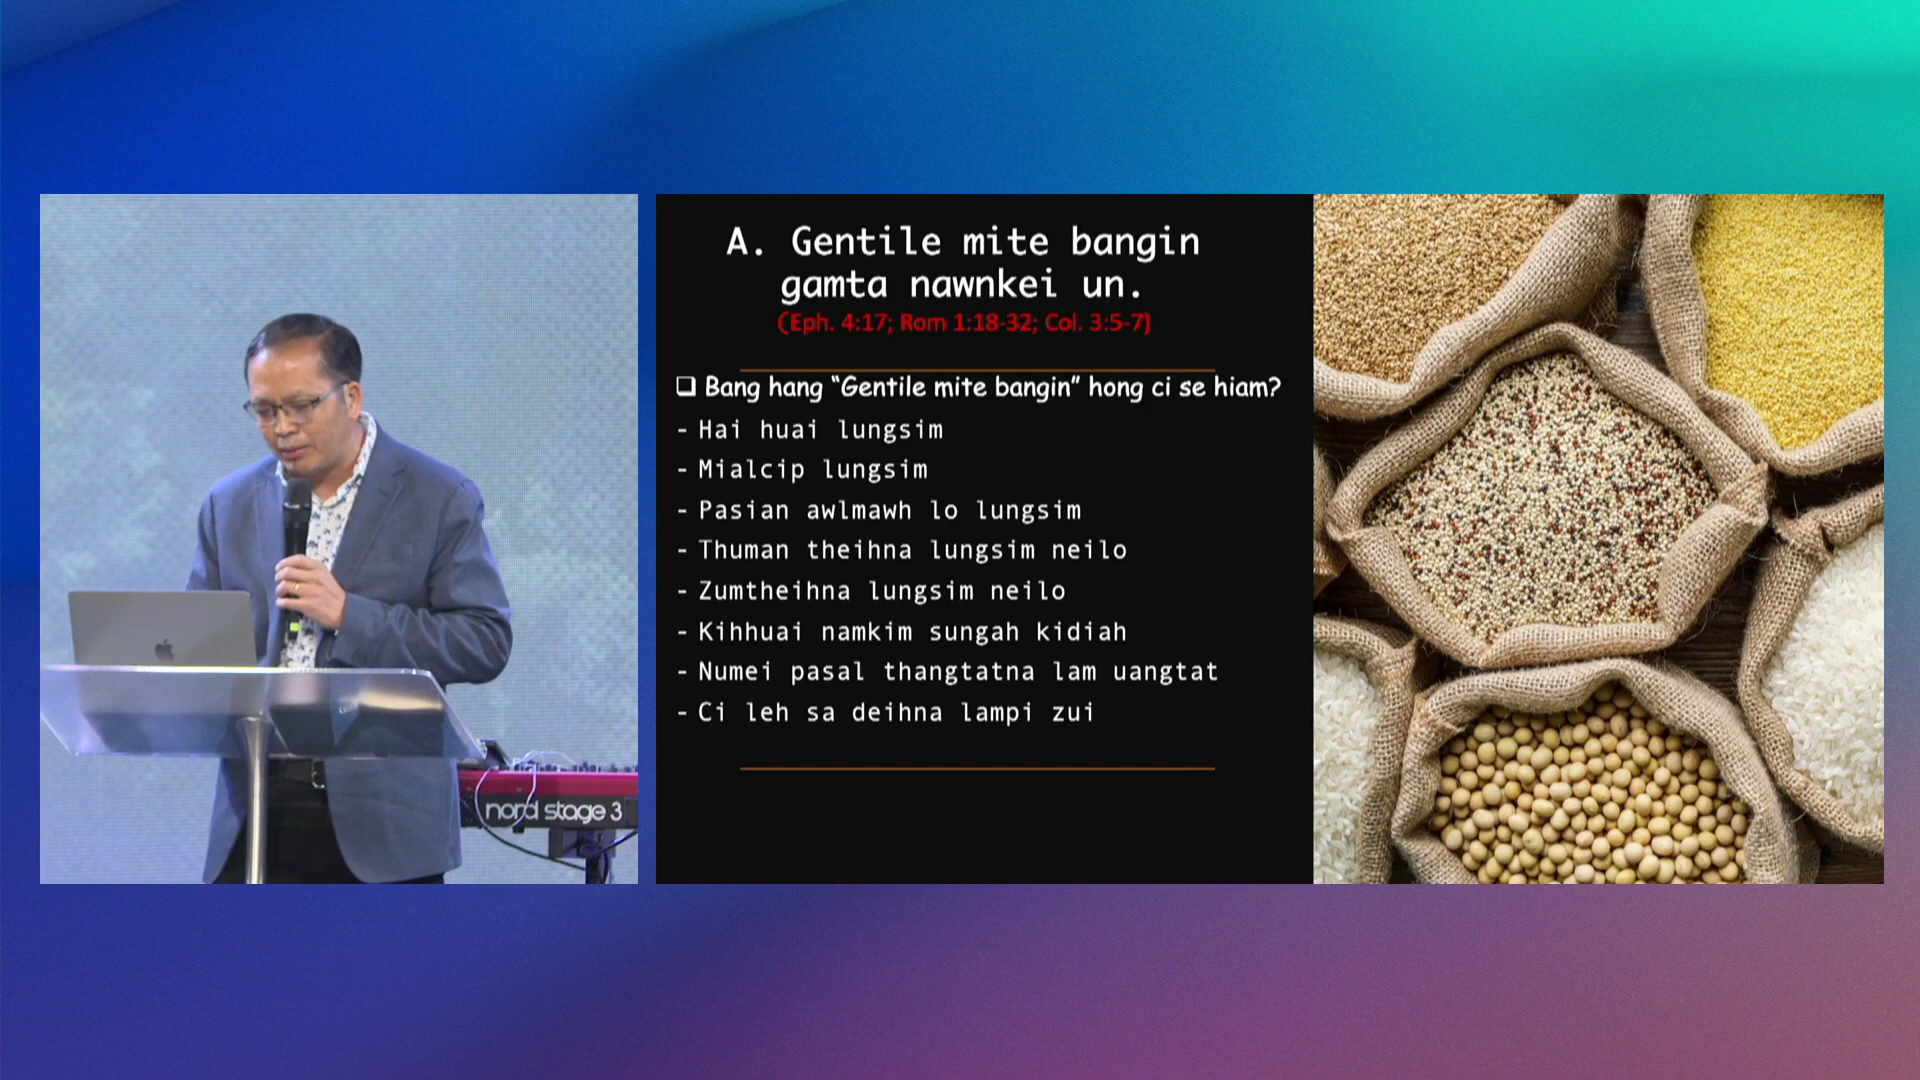 A. Gentile mite bangin
gamta nawnkei un.
(Eph. 4:17; Rom 1:18-32; Col. 3:5-7)
❑ Bang hang “Gentile mite bangin” hong ci se hiam?
- Hai huai lungsim
- Mialcip lungsim
- Pasian awlmawh lo lungsim
- Thuman theihna lungsim neilo
- Zumtheihna lungsim neilo
- Kihhuai namkim sungah kidiah
- Numei pasal thangtatna lam uangtat
- Ci leh sa deihna lampi zui
nord stage 3